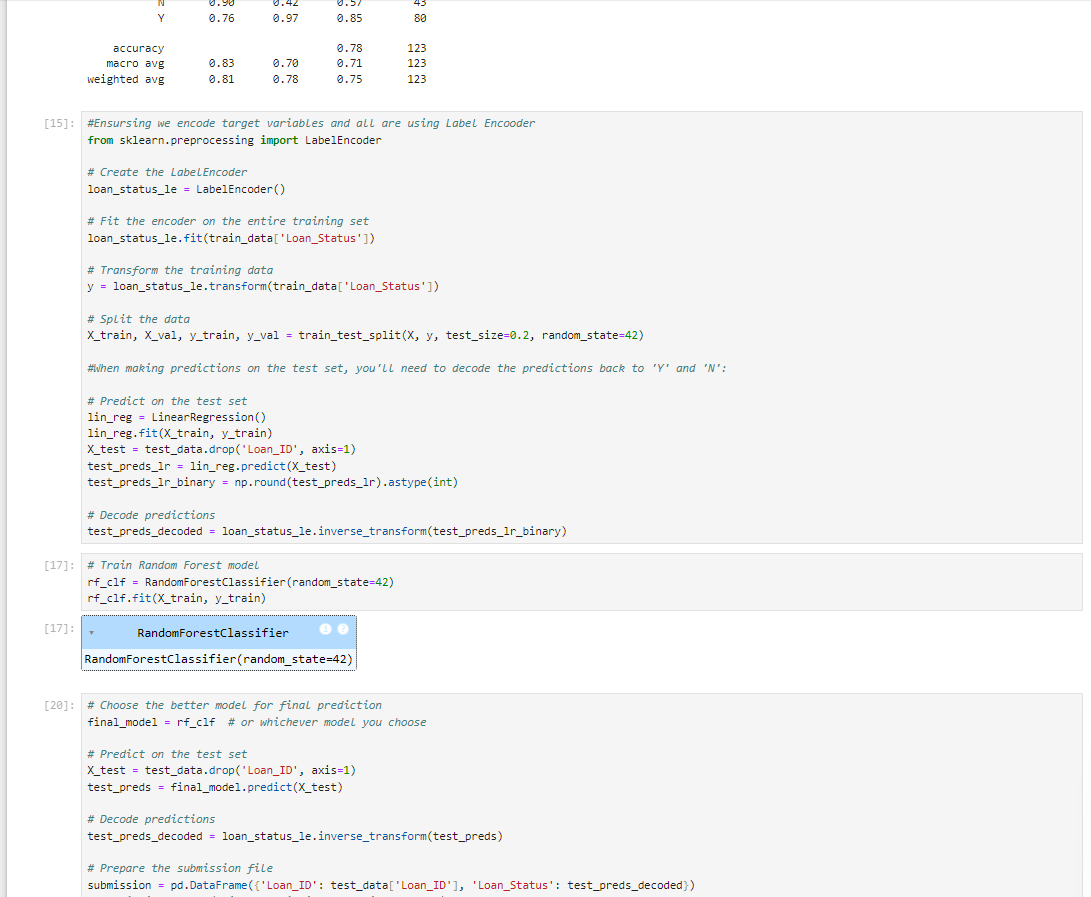 N 0.90 0.42 0.57 43
Y 0.76 0.97 0.85 80
accuracy 0.78 123
macro avg 0.83 0.70 0.71 123
weighted avg 0.81 0.78 0.75 123
[15]: #Ensursing we encode target variables and all are using Label Encooder
from sklearn.preprocessing import LabelEncoder
# Create the LabelEncoder
loan_status_le = LabelEncoder()
# Fit the encoder on the entire training set
loan_status_le.fit(train_data['Loan_Status'])
# Transform the training data
y = loan_status_le.transform(train_data['Loan_Status'])
# Split the data
X_train, X_val, y_train, y_val = train_test_split(X, y, test_size=0.2, random_state=42)
#When making predictions on the test set, you'll need to decode the predictions back to 'Y' and 'N':
# Predict on the test set
lin_reg = LinearRegression()
lin_reg.fit(X_train, y_train)
X_test = test_data.drop('Loan_ID', axis=1)
test_preds_lr = lin_reg.predict(X_test)
test_preds_lr_binary = np.round(test_preds_lr).astype(int)
# Decode predictions
test_preds_decoded = loan_status_le.inverse_transform(test_preds_lr_binary)
[17]: # Train Random Forest model
rf_clf = RandomForestClassifier(random_state=42)
rf_clf.fit(X_train, y_train)
[17]: ▾ RandomForestClassifier i ?
RandomForestClassifier(random_state=42)
[20]: # Choose the better model for final prediction
final_model = rf_clf # or whichever model you choose
# Predict on the test set
X_test = test_data.drop('Loan_ID', axis=1)
test_preds = final_model.predict(X_test)
# Decode predictions
test_preds_decoded = loan_status_le.inverse_transform(test_preds)
# Prepare the submission file
submission = pd.DataFrame({'Loan_ID': test_data['Loan_ID'], 'Loan_Status': test_preds_decoded})